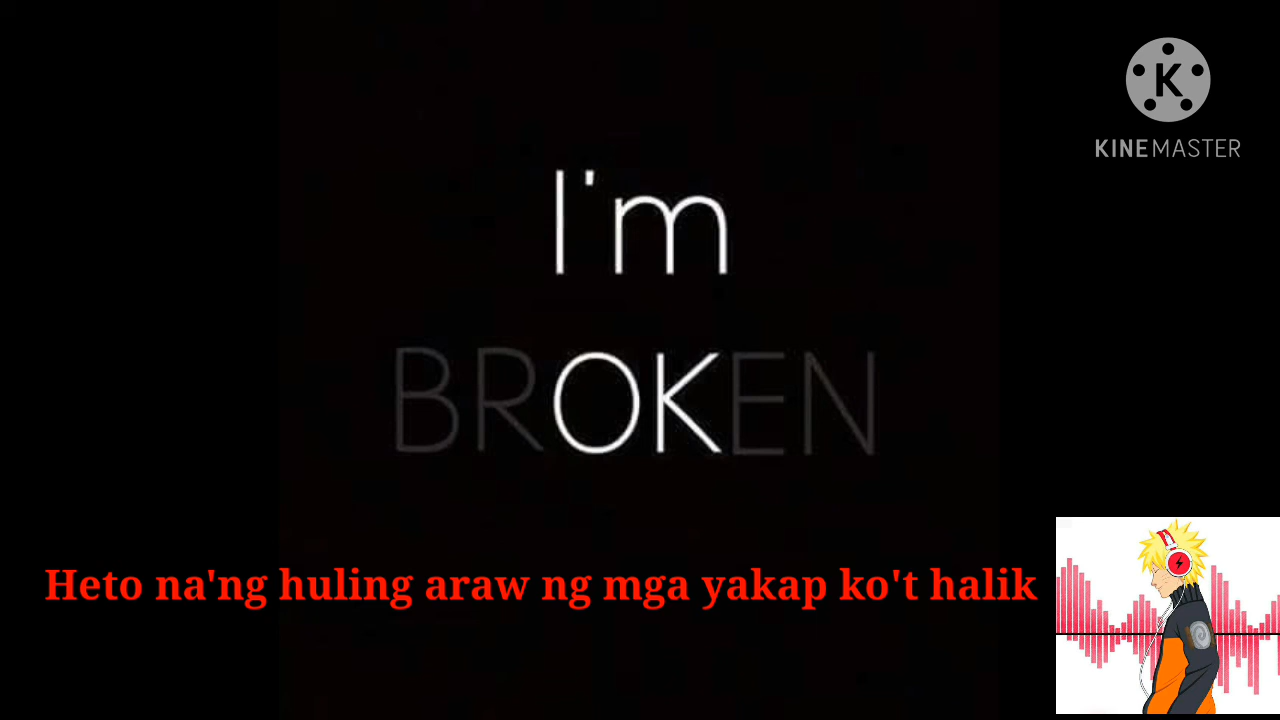 KINEMASTER
I'm
BROKEN
Heto na'ng huling araw ng mga yakap ko't halik